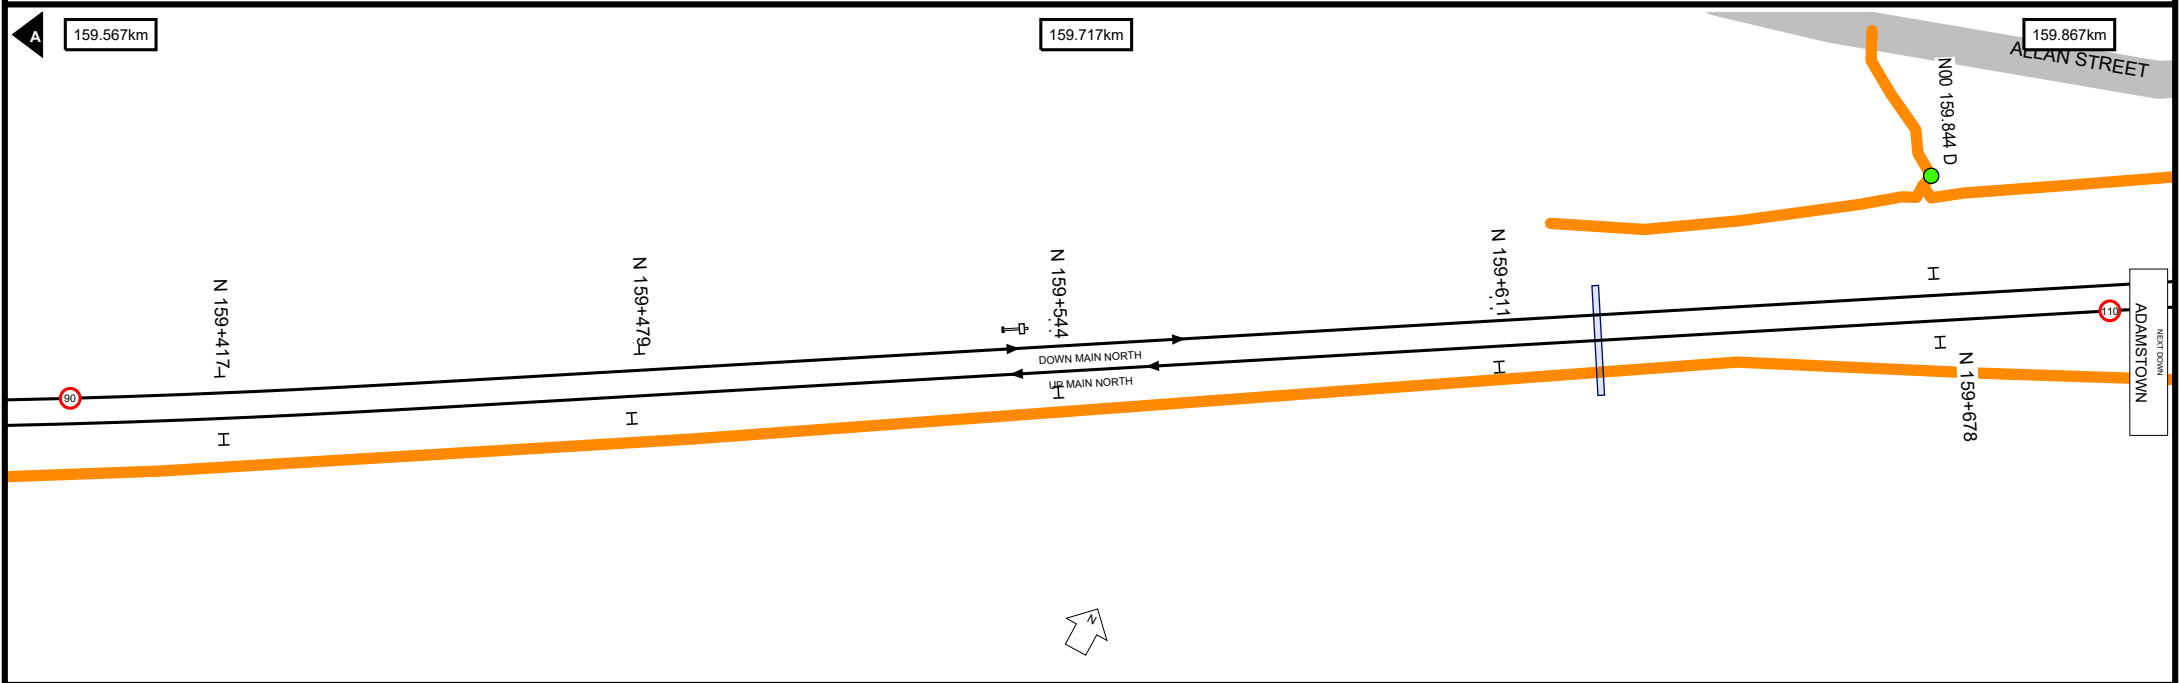 A
159.567km
159.717km
159.867km
ALLAN STREET
N00 159.844 D
N 159+417
N 159+479
N 159+544
N 159+611
DOWN MAIN NORTH
UP MAIN NORTH
90
110
N 159+678
ADAMSTOWN
NEXT DOWN
N